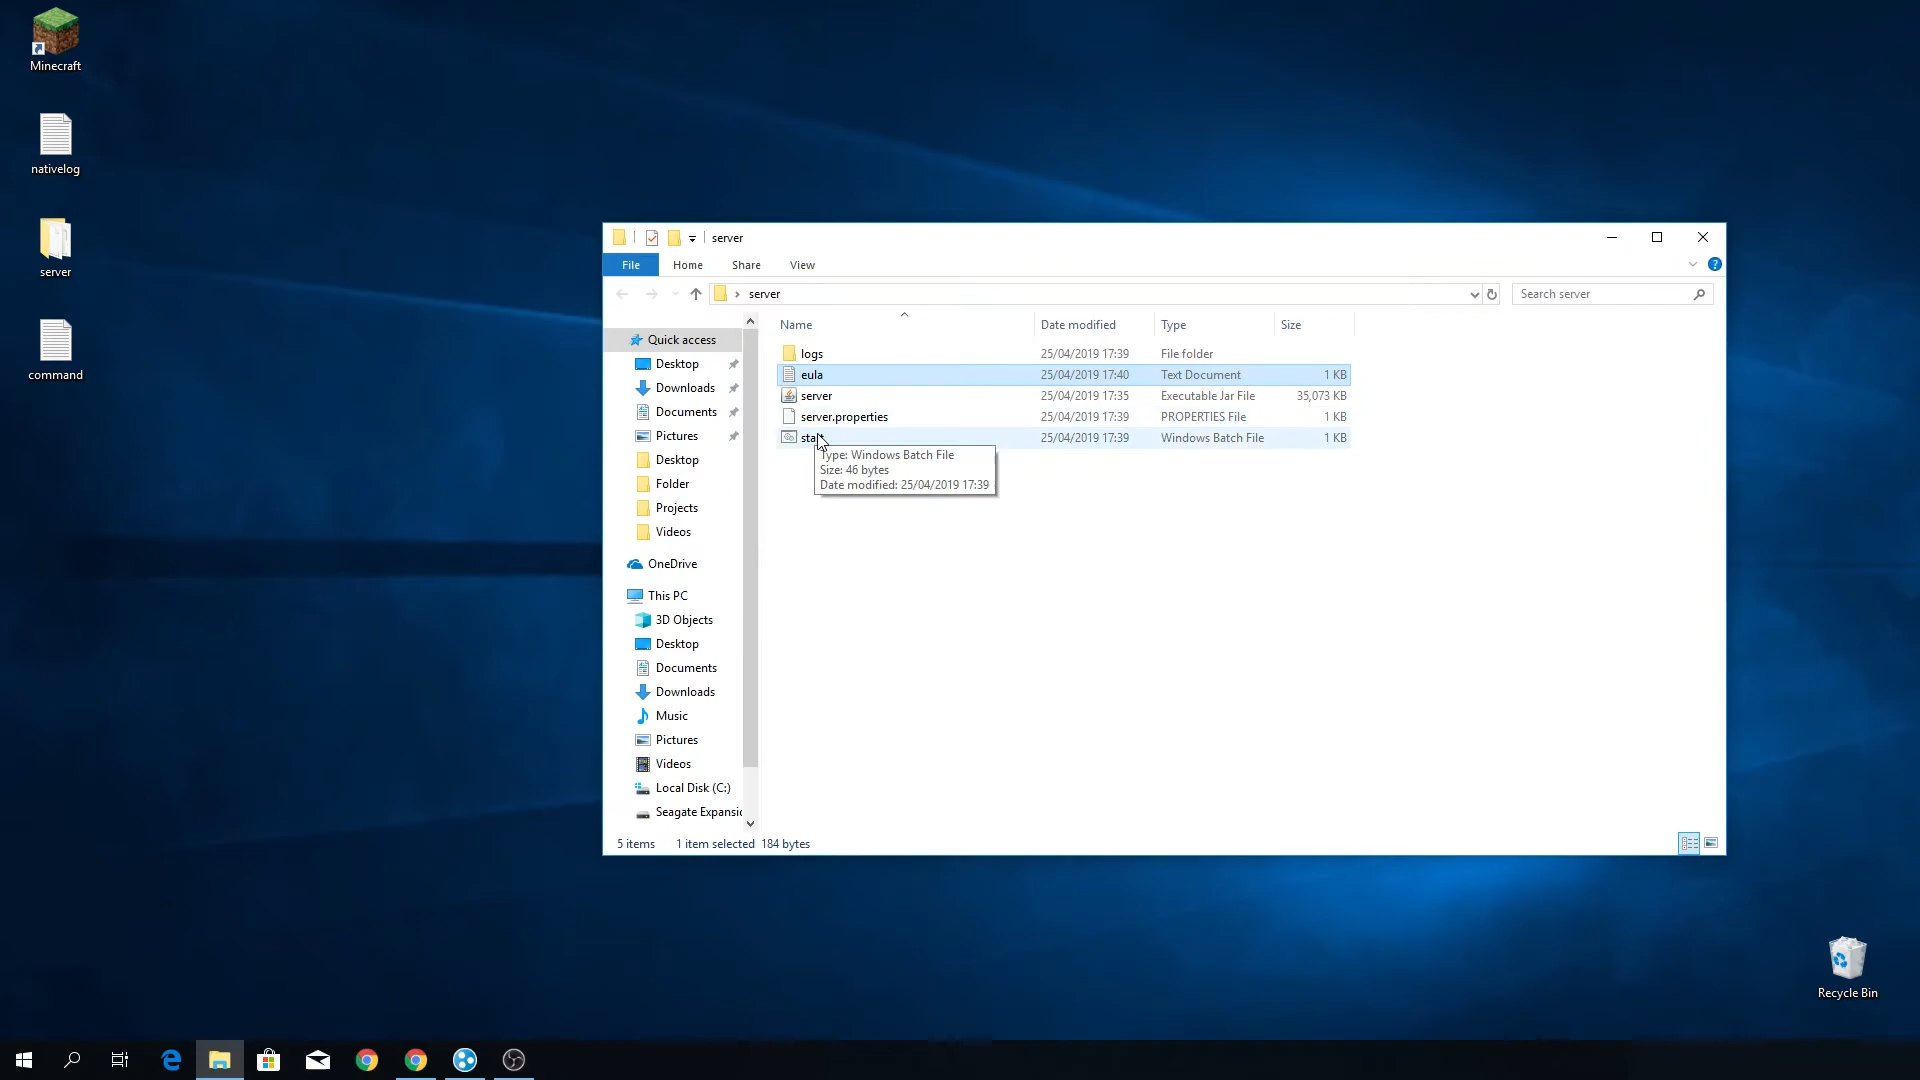 Minecraft
nativelog
server
command
server
File Home Share View
server
Search server
Name Date modified Type Size
logs 25/04/2019 17:39 File folder
eula 25/04/2019 17:40 Text Document 1 KB
server 25/04/2019 17:35 Executable Jar File 35,073 KB
server.properties 25/04/2019 17:39 PROPERTIES File 1 KB
start 25/04/2019 17:39 Windows Batch File 1 KB
Type: Windows Batch File
Size: 46 bytes
Date modified: 25/04/2019 17:39
Quick access
Desktop
Downloads
Documents
Pictures
Desktop
Folder
Projects
Videos
OneDrive
This PC
3D Objects
Desktop
Documents
Downloads
Music
Pictures
Videos
Local Disk (C:)
Seagate Expansi
5 items 1 item selected 184 bytes
Recycle Bin